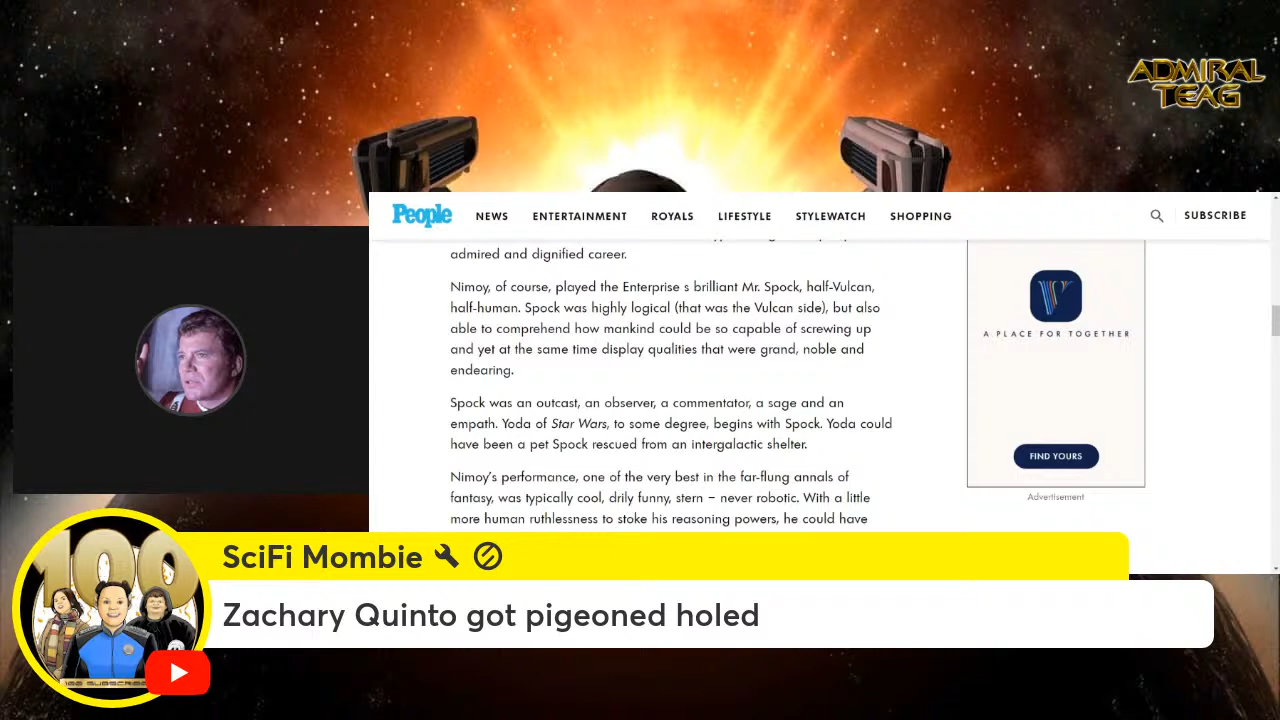 ADMIRAL
TEAG
People NEWS ENTERTAINMENT ROYALS LIFESTYLE STYLEWATCH SHOPPING SUBSCRIBE
admired and dignified career.
Nimoy, of course, played the Enterprise s brilliant Mr. Spock, half-Vulcan,
half-human. Spock was highly logical (that was the Vulcan side), but also
able to comprehend how mankind could be so capable of screwing up
and yet at the same time display qualities that were grand, noble and
endearing.
Spock was an outcast, an observer, a commentator, a sage and an
empath. Yoda of Star Wars, to some degree, begins with Spock. Yoda could
have been a pet Spock rescued from an intergalactic shelter.
Nimoy's performance, one of the very best in the far-flung annals of
fantasy, was typically cool, drily funny, stern – never robotic. With a little
more human ruthlessness to stoke his reasoning powers, he could have
V
A PLACE FOR TOGETHER
FIND YOURS
Advertisement
100
100 SUBSCRIBE
SciFi Mombie
Zachary Quinto got pigeoned holed